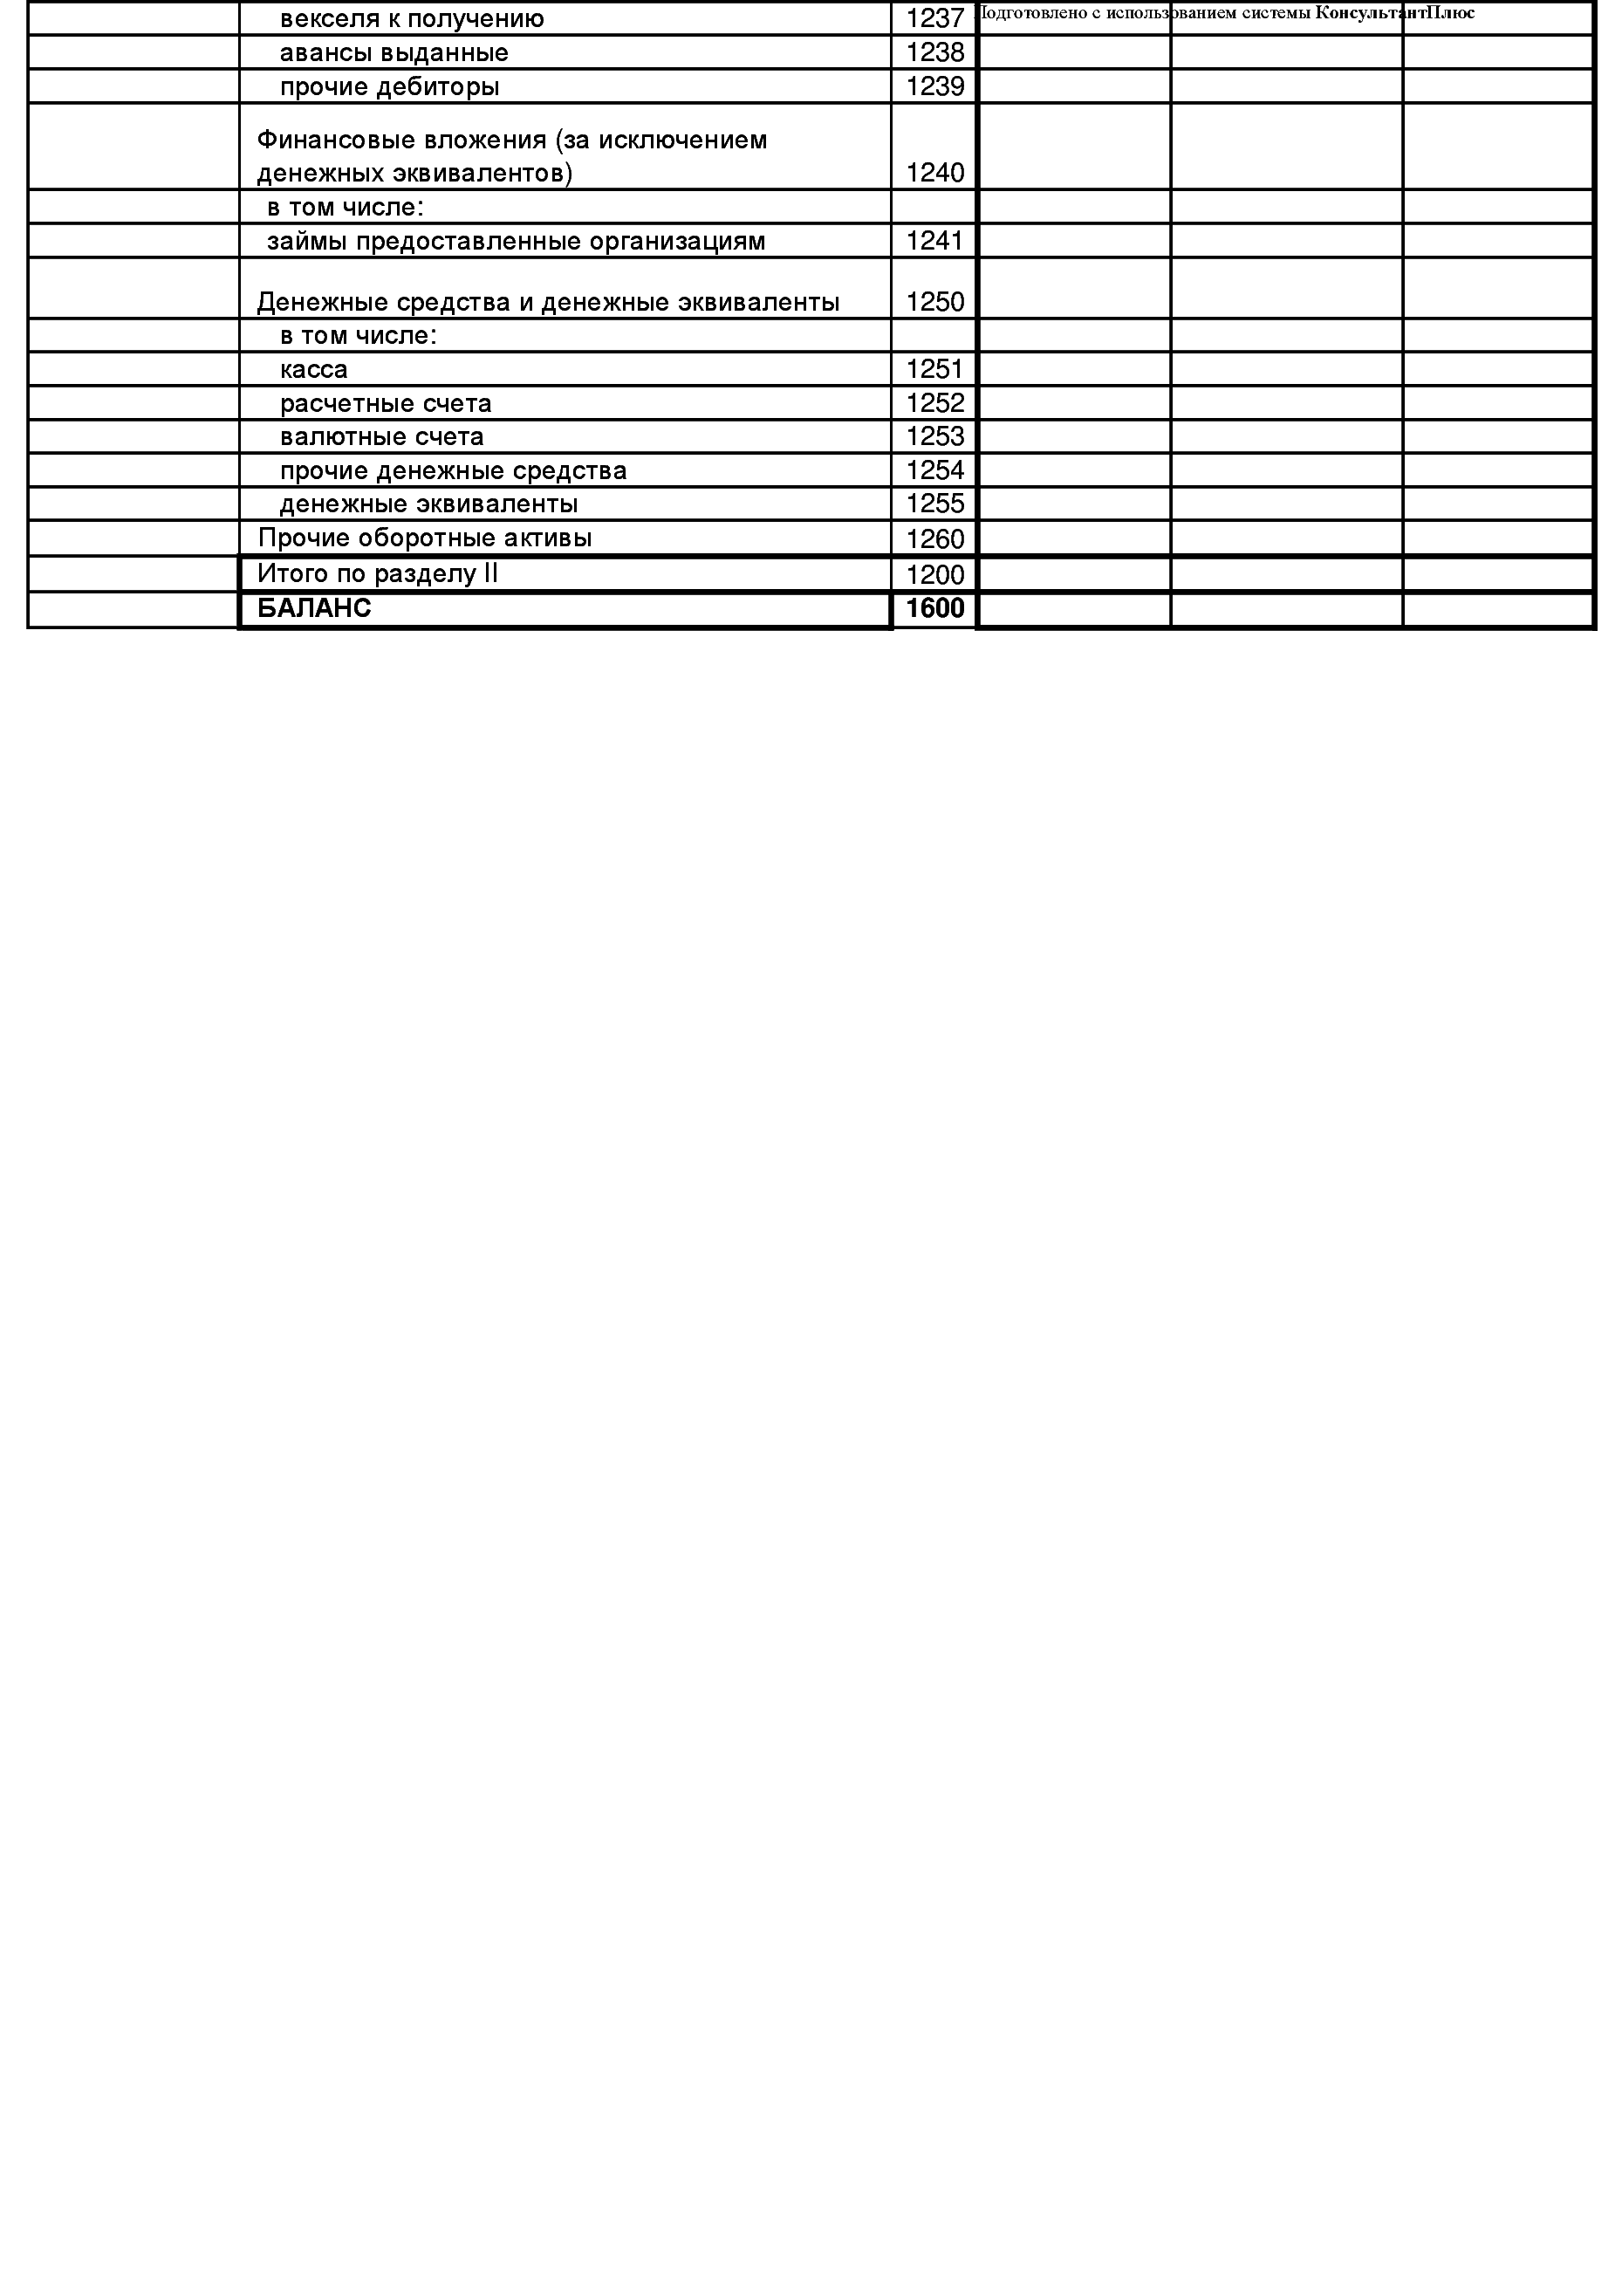 Подготовлено с использованием системы КонсультантПлюс
векселя к получению 1237
авансы выданные 1238
прочие дебиторы 1239
Финансовые вложения (за исключением
денежных эквивалентов) 1240
в том числе:
займы предоставленные организациям 1241
Денежные средства и денежные эквиваленты 1250
в том числе:
касса 1251
расчетные счета 1252
валютные счета 1253
прочие денежные средства 1254
денежные эквиваленты 1255
Прочие оборотные активы 1260
Итого по разделу II 1200
БАЛАНС 1600